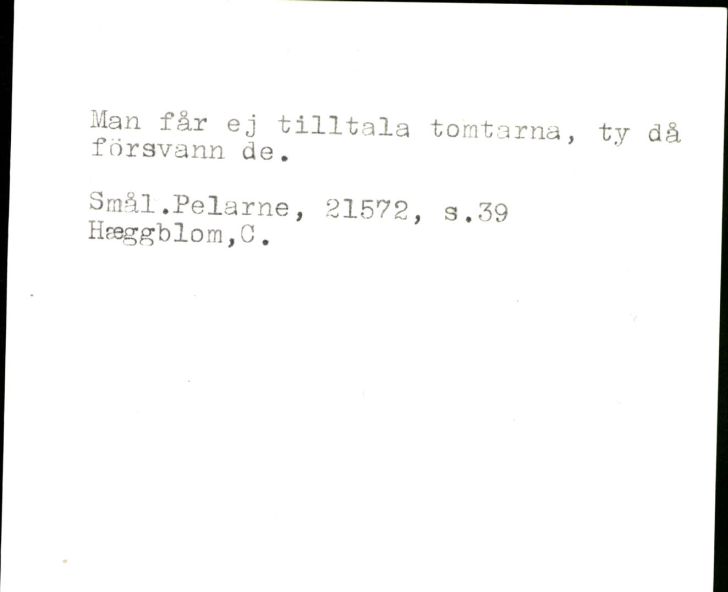 Man får ej tilltala tomtarna, ty då
försvann de.
Smål.Pelarne, 21572, s.39
Hæggblom,C.